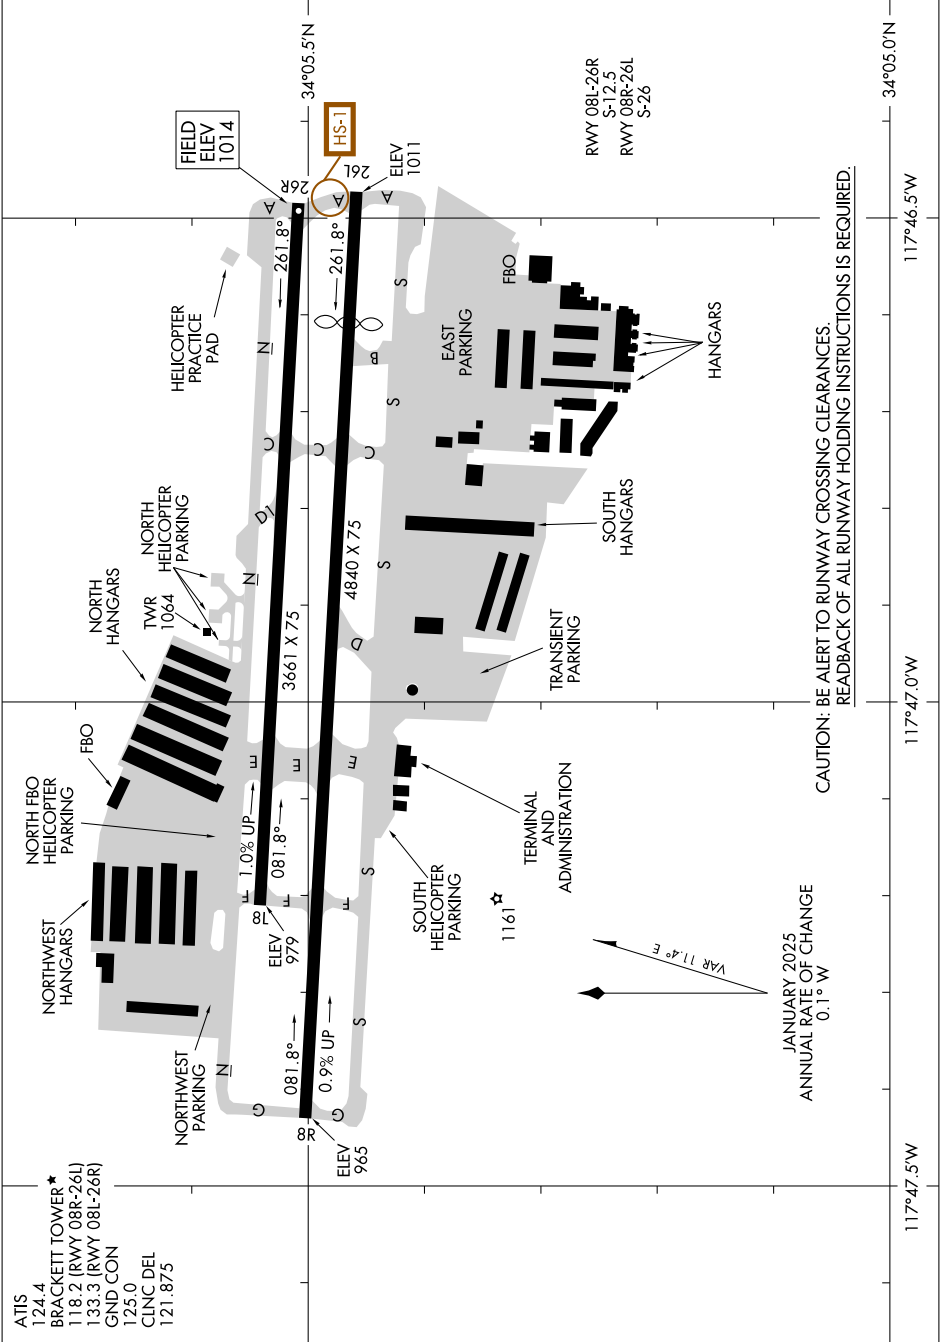 ATIS
124.4
BRACKETT TOWER★
118.2 (RWY 08R-26L)
133.3 (RWY 08L-26R)
GND CON
125.0
CLNC DEL
121.875
NORTHWEST
HANGARS
NORTH FBO
HELICOPTER
PARKING
FBO
NORTH
HANGARS
TWR
1064
NORTH
HELICOPTER
PARKING
HELICOPTER
PRACTICE
PAD
FIELD
ELEV
1014
HS-1
34°05.5'N
NORTHWEST
PARKING
N
N
N
G
G
F
F
F
E
E
E
D1
D
C
C
C
B
A
A
A
S
S
S
S
S
8L
ELEV
979
1.0% UP
081.8°
3661 X 75
261.8°
26R
8R
ELEV
965
081.8°
0.9% UP
4840 X 75
261.8°
26L
ELEV
1011
SOUTH
HELICOPTER
PARKING
1161
TERMINAL
AND
ADMINISTRATION
TRANSIENT
PARKING
SOUTH
HANGARS
EAST
PARKING
FBO
HANGARS
RWY 08L-26R
S-12.5
RWY 08R-26L
S-26
VAR 11.4° E
JANUARY 2025
ANNUAL RATE OF CHANGE
0.1° W
CAUTION: BE ALERT TO RUNWAY CROSSING CLEARANCES.
READBACK OF ALL RUNWAY HOLDING INSTRUCTIONS IS REQUIRED.
34°05.0'N
117°47.5'W
117°47.0'W
117°46.5'W